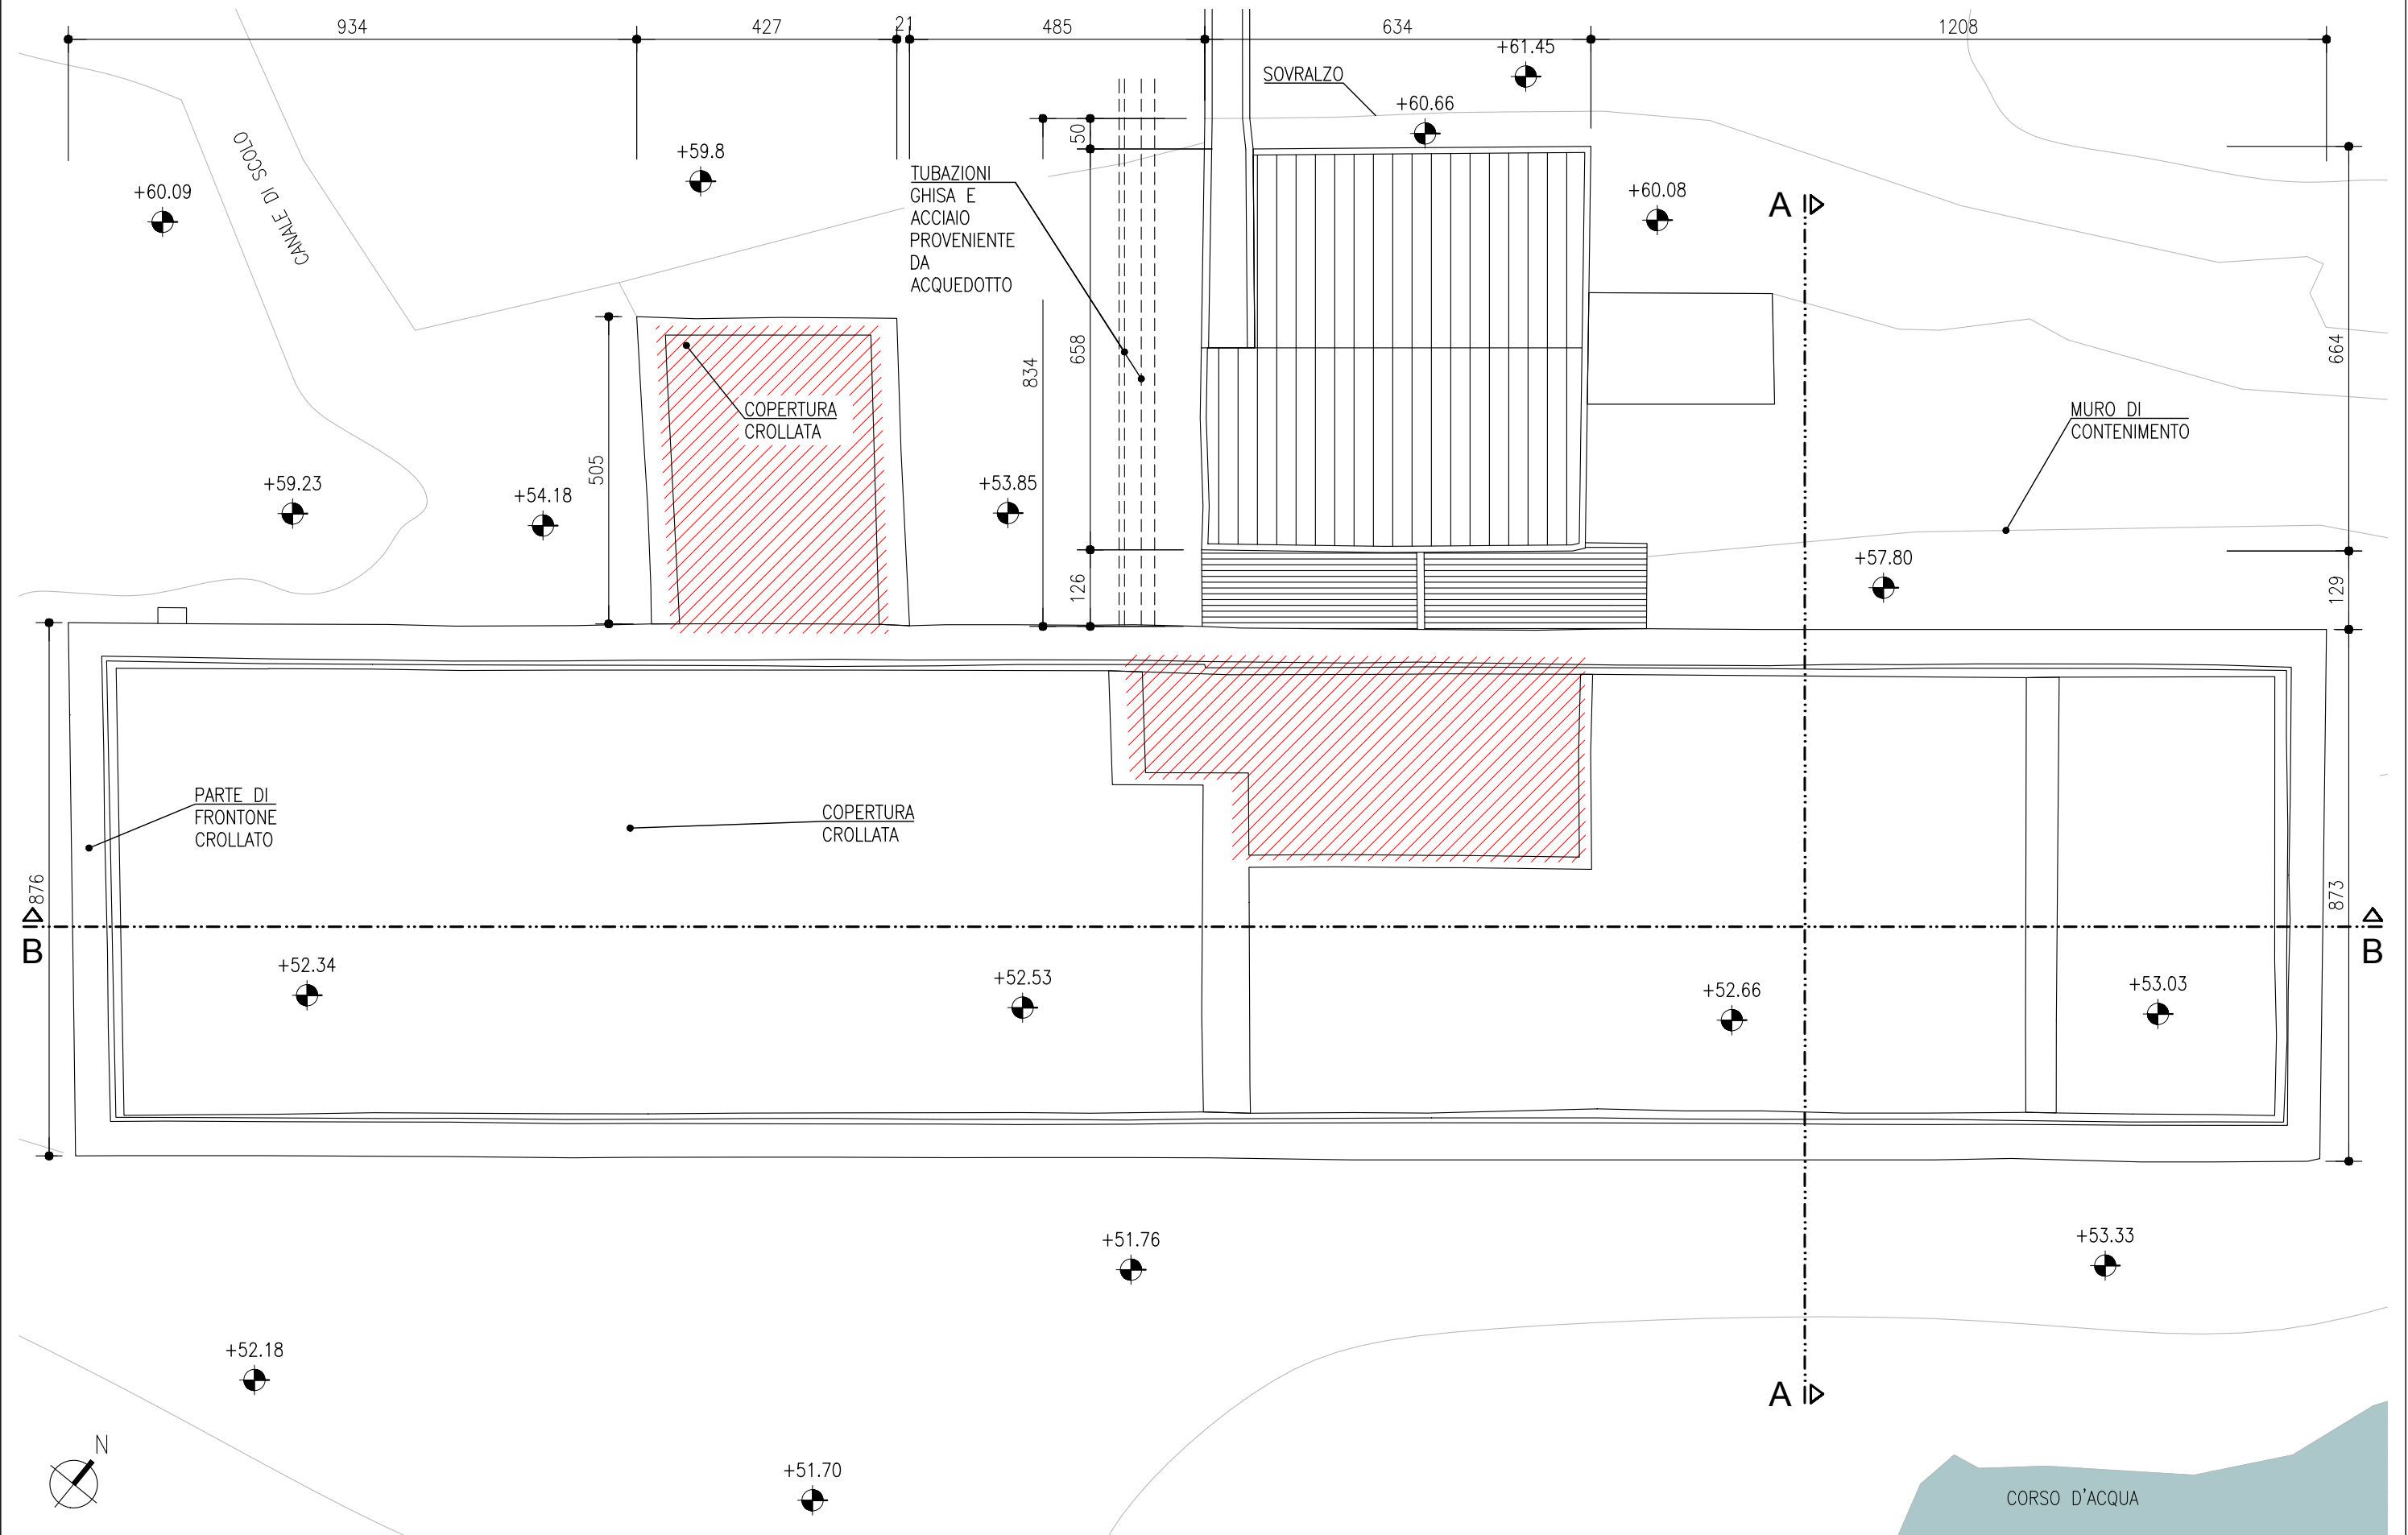 934
427
21
485
634
1208
+61.45
SOVRALZO
+60.66
50
+59.8
CANALE DI SCOLO
TUBAZIONI
GHISA E
ACCIAIO
PROVENIENTE
DA
ACQUEDOTTO
+60.09
+60.08
A
658
834
664
COPERTURA
CROLLATA
MURO DI
CONTENIMENTO
505
+59.23
+54.18
+53.85
+57.80
126
129
PARTE DI
FRONTONE
CROLLATO
COPERTURA
CROLLATA
876
873
B
B
+52.34
+52.53
+52.66
+53.03
+51.76
+53.33
+52.18
A
N
+51.70
CORSO D'ACQUA